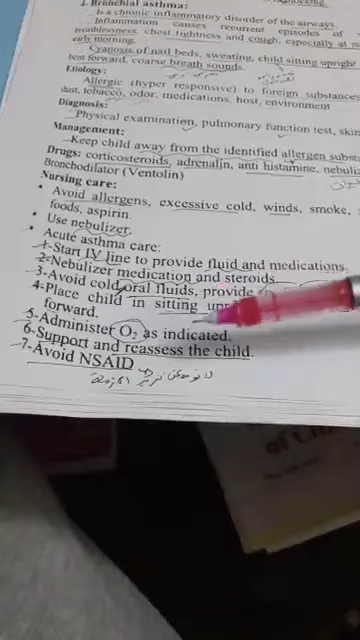 2- Bronchial asthma:
Is a chronic inflammatory disorder of the airways.
Inflammation causes recurrent episodes of
breathlessness, chest tightness and cough, especially at
early morning.
Cyanosis of nail beds, sweating, child sitting upright
bent forward, coarse breath sounds.
Etiology:
Allergic (hyper responsive) to foreign substances
dust, tobacco, odor, medications, host, environment
Diagnosis:
Physical examination, pulmonary function test, skin
Management:
Keep child away from the identified allergen
Drugs: corticosteroids, adrenalin, anti histamine,
Bronchodilator (Ventolin)
Nursing care:
• Avoid allergens, excessive cold, winds, smoke,
foods, aspirin.
• Use nebulizer.
• Acute asthma care:
1-Start IV line to provide fluid and medications.
2-Nebulizer medication and steroids
3-Avoid cold oral fluids, provide
4-Place child in sitting
forward.
5-Administer O₂ as indicated.
6-Support and reassess the child.
7-Avoid NSAID